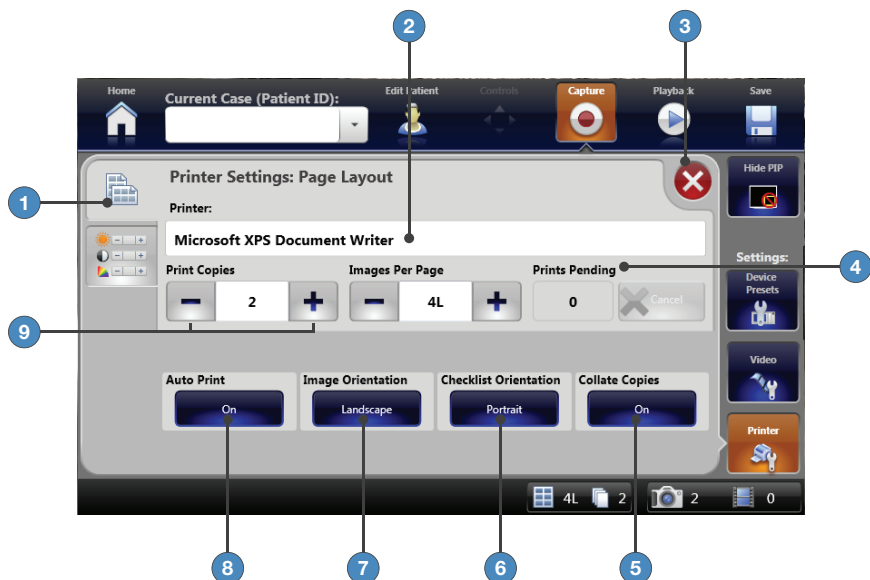 2
3
Home
Current Case (Patient ID):
Edit Patient
Controls
Capture
Playback
Save
Printer Settings: Page Layout
Hide PIP
1
Printer:
Microsoft XPS Document Writer
Settings:
Print Copies
Images Per Page
Prints Pending
4
Device
Presets
2
4L
0
Cancel
9
Video
Auto Print
Image Orientation
Checklist Orientation
Collate Copies
On
Landscape
Portrait
On
Printer
4L
2
2
0
8
7
6
5